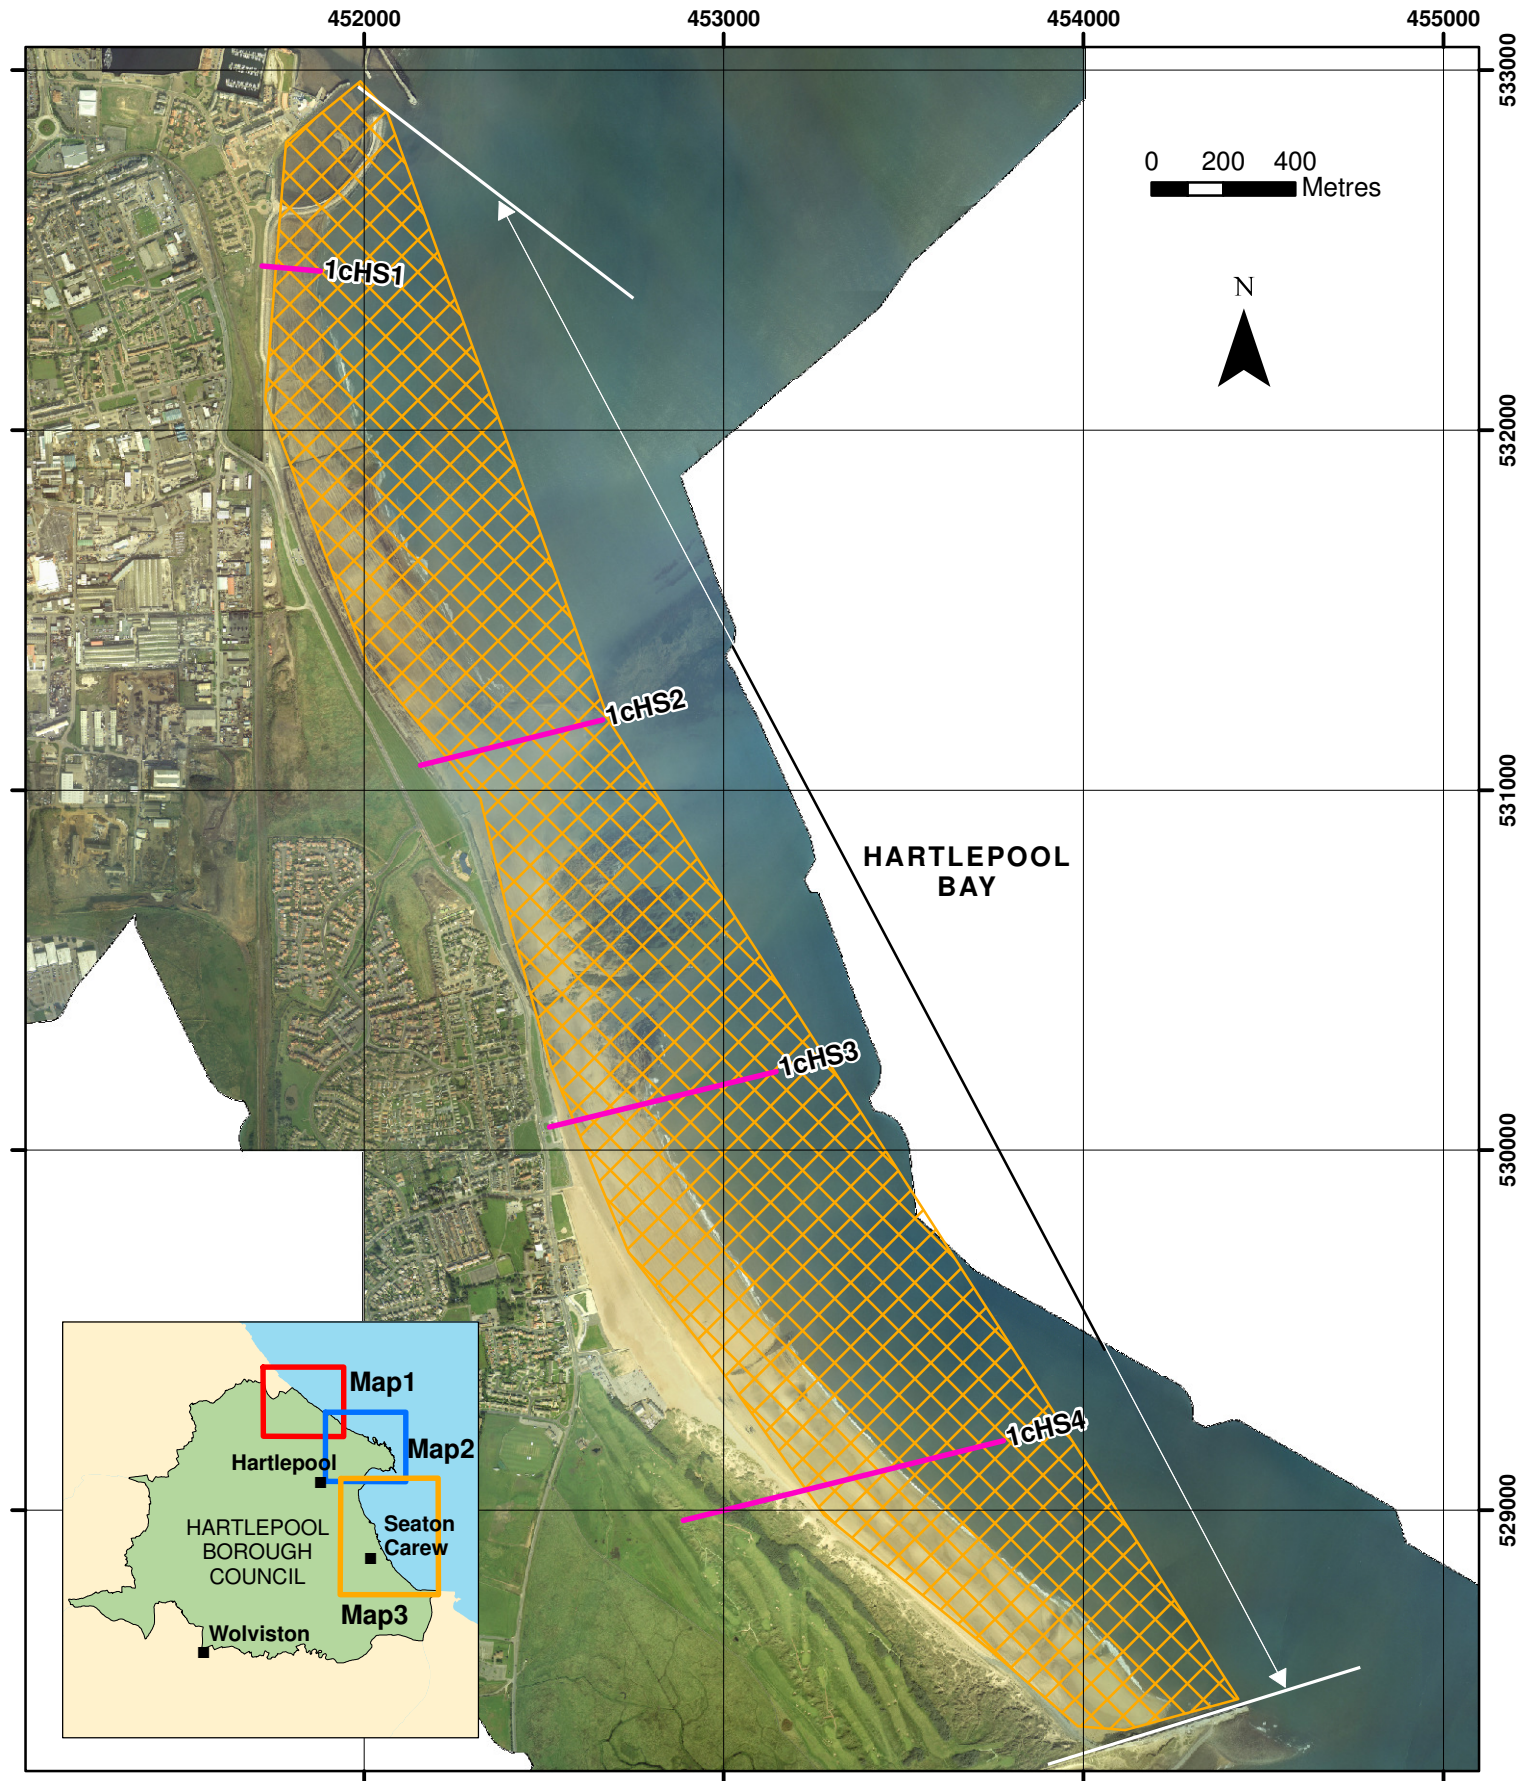 452000
453000
454000
455000
533000
0 200 400
Metres
N
1cHS1
532000
1cHS2
531000
HARTLEPOOL
BAY
1cHS3
530000
1cHS4
529000
Map1
Map2
Hartlepool
HARTLEPOOL
BOROUGH
COUNCIL
Seaton
Carew
Map3
Wolviston